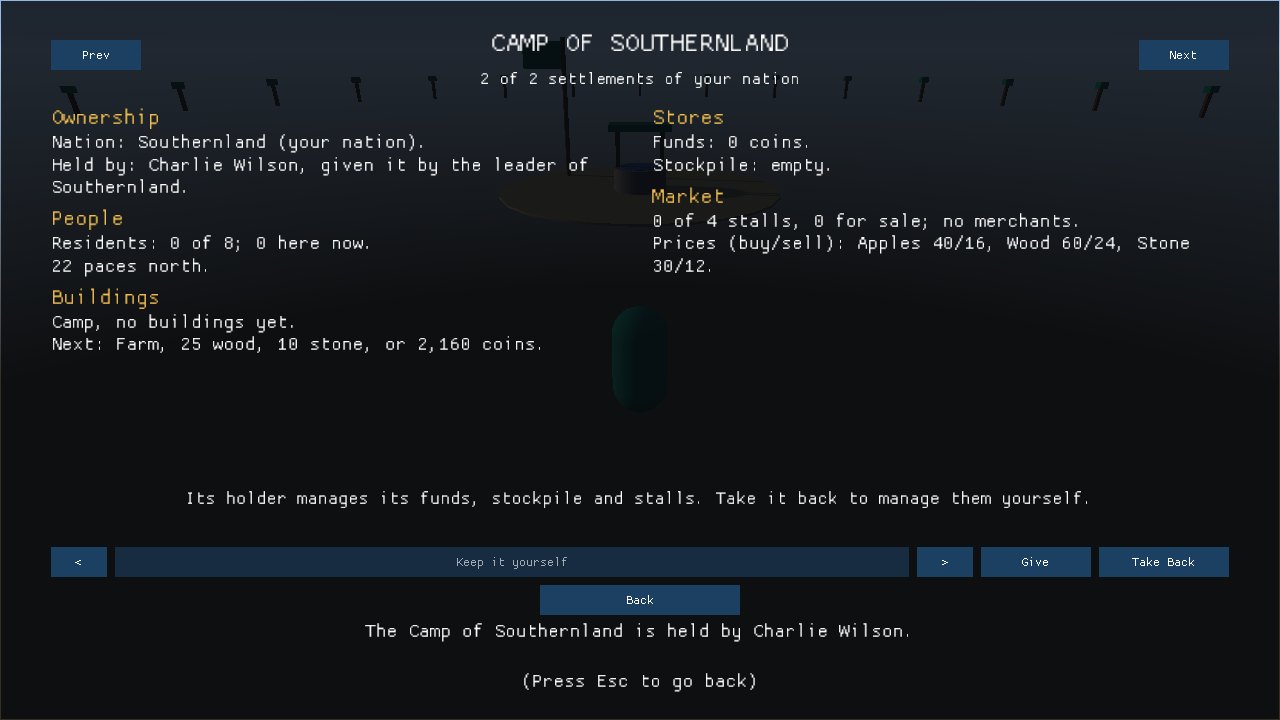 Prev
CAMP OF SOUTHERNLAND
Next
2 of 2 settlements of your nation
Ownership
Nation: Southernland (your nation).
Held by: Charlie Wilson, given it by the leader of
Southernland.
People
Residents: 0 of 8; 0 here now.
22 paces north.
Buildings
Camp, no buildings yet.
Next: Farm, 25 wood, 10 stone, or 2,160 coins.
Stores
Funds: 0 coins.
Stockpile: empty.
Market
0 of 4 stalls, 0 for sale; no merchants.
Prices (buy/sell): Apples 40/16, Wood 60/24, Stone
30/12.
Its holder manages its funds, stockpile and stalls. Take it back to manage them yourself.
< Keep it yourself > Give Take Back
Back
The Camp of Southernland is held by Charlie Wilson.
(Press Esc to go back)